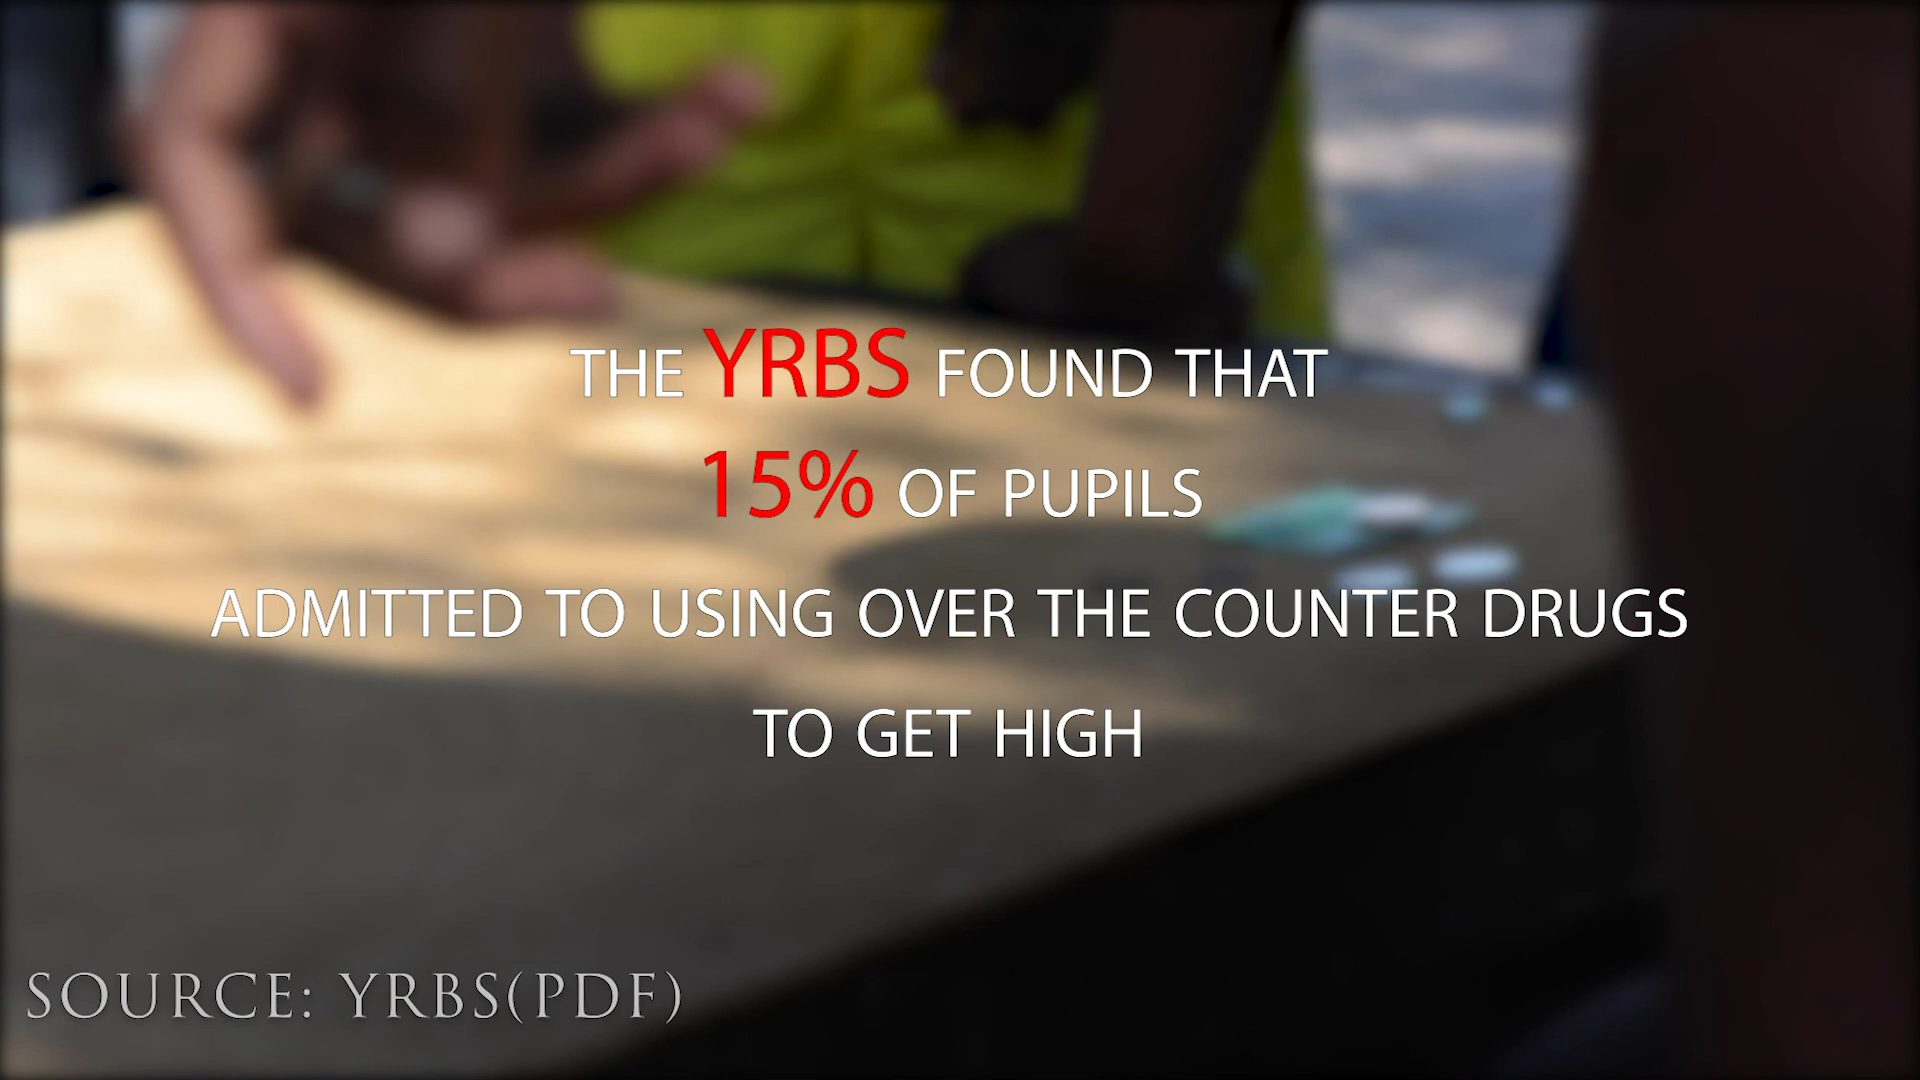 THE YRBS FOUND THAT
15% OF PUPILS
ADMITTED TO USING OVER THE COUNTER DRUGS
TO GET HIGH
SOURCE: YRBS(PDF)